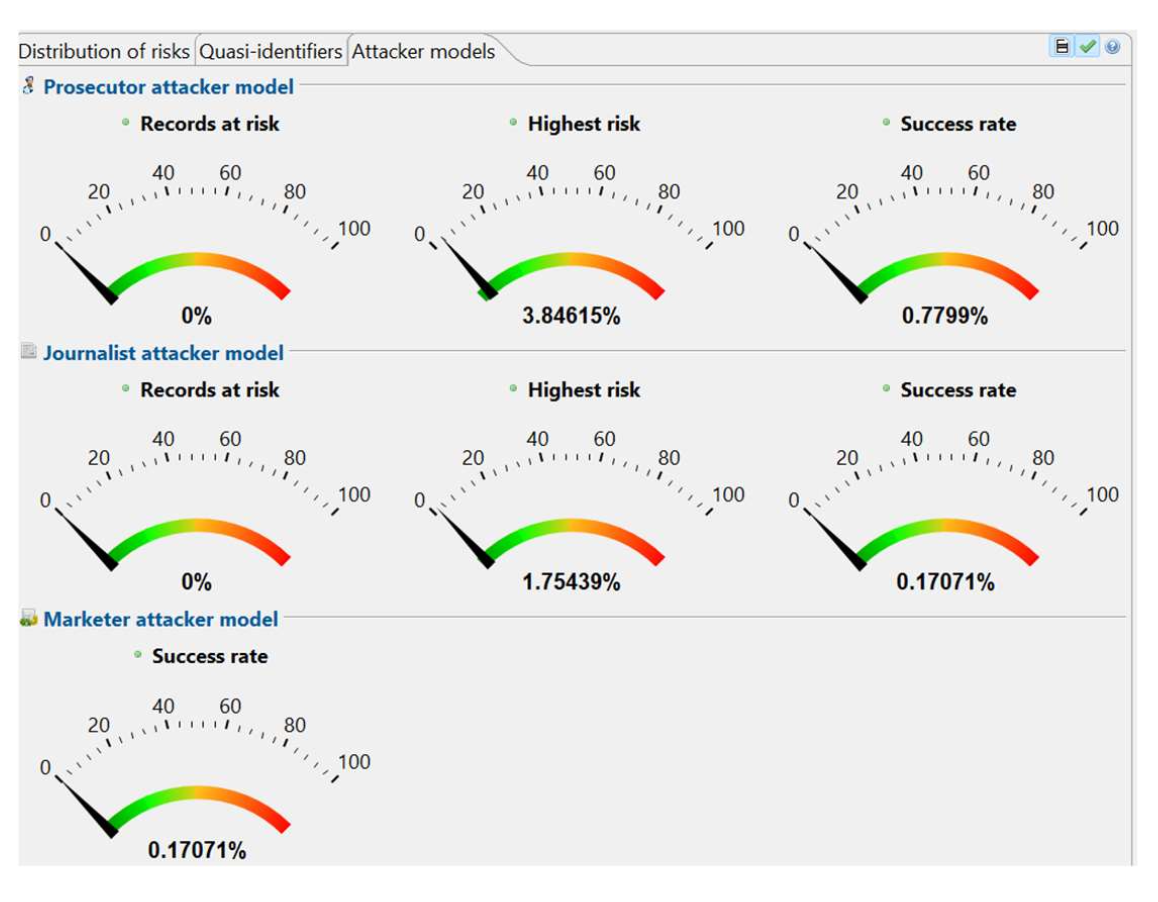 Distribution of risks Quasi-identifiers Attacker models
Prosecutor attacker model
Records at risk Highest risk Success rate
0 20 40 60 80 100 0 20 40 60 80 100 0 20 40 60 80 100
0% 3.84615% 0.7799%
Journalist attacker model
Records at risk Highest risk Success rate
0 20 40 60 80 100 0 20 40 60 80 100 0 20 40 60 80 100
0% 1.75439% 0.17071%
Marketer attacker model
Success rate
0 20 40 60 80 100
0.17071%